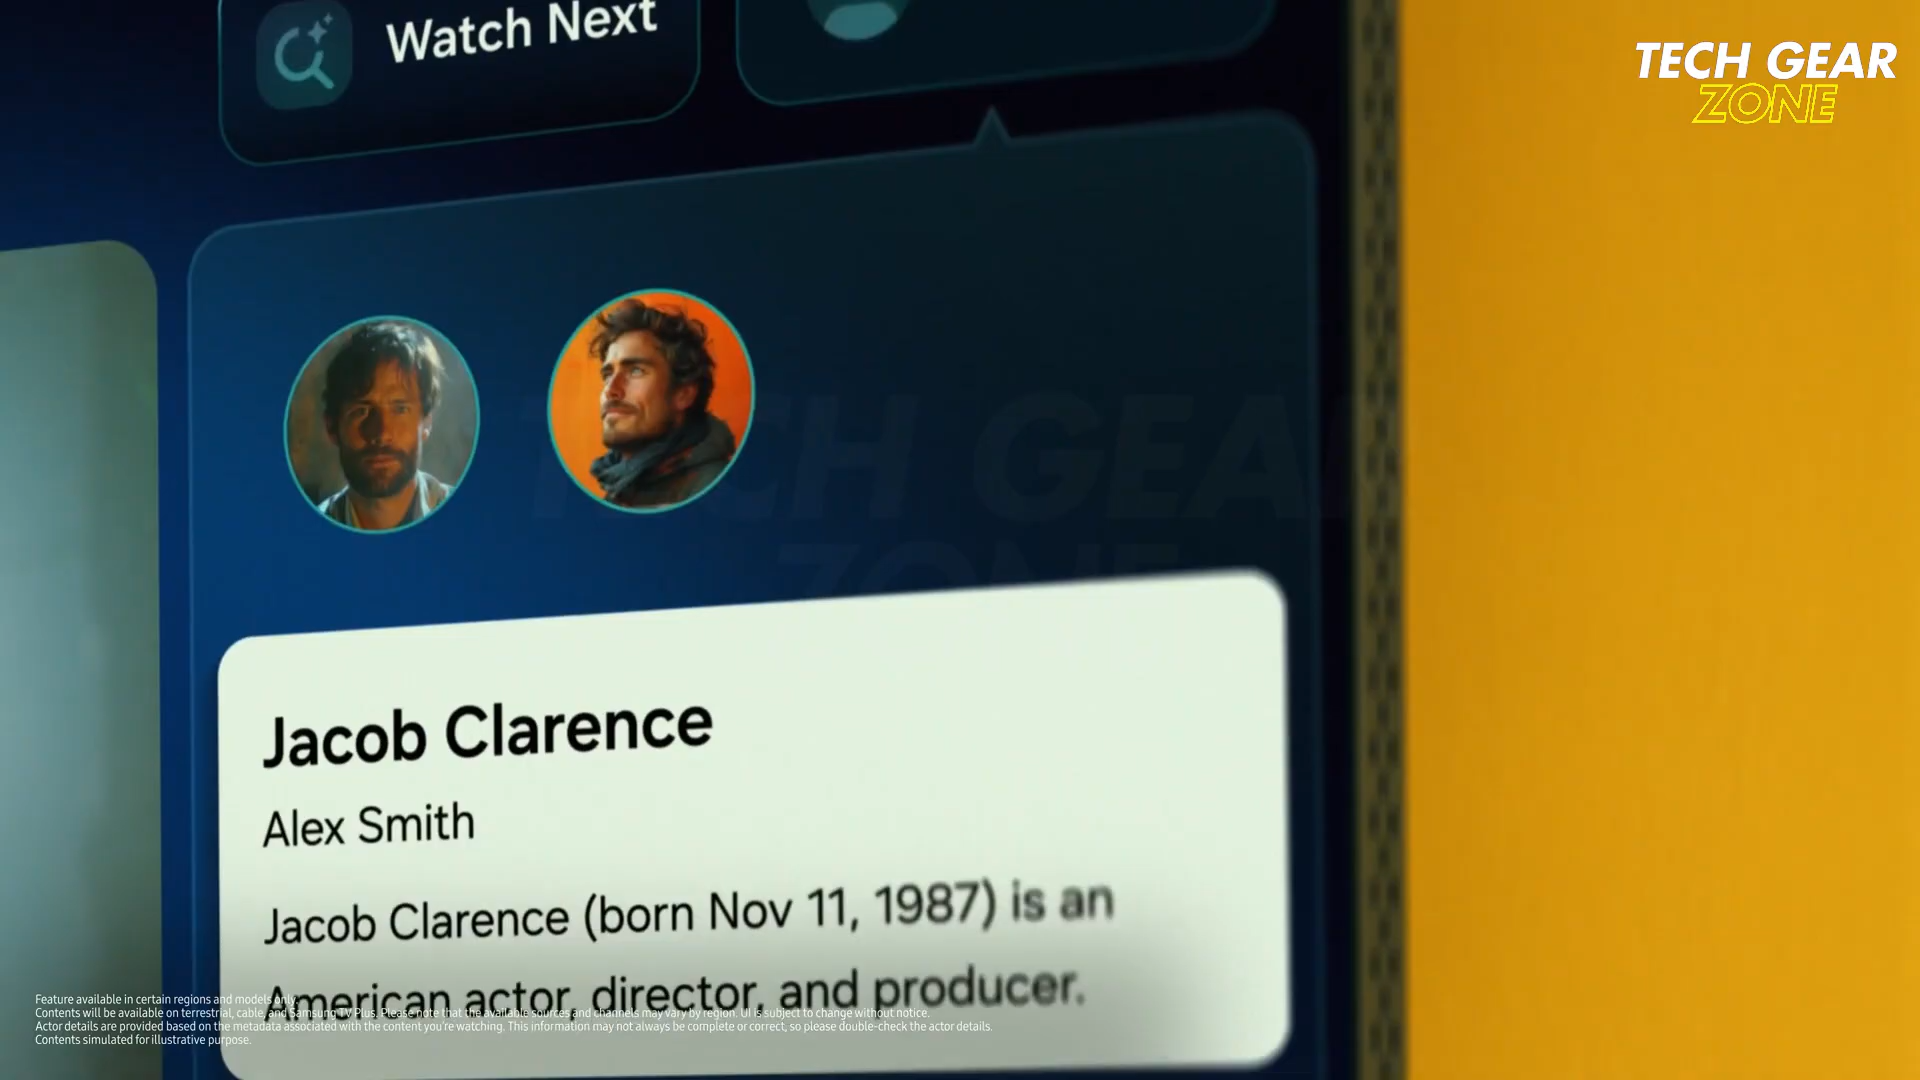 Watch Next
TECH GEAR
ZONE
TECH GEAR
ZONE
Jacob Clarence
Alex Smith
Jacob Clarence (born Nov 11, 1987) is an
American actor, director, and producer.
Feature available in certain regions and models only.
Contents will be available on terrestrial, cable, and Samsung TV Plus. Please note that the available sources and channels may vary by region. UI is subject to change without notice.
Actor details are provided based on the metadata associated with the content you're watching. This information may not always be complete or correct, so please double-check the actor details.
Contents simulated for illustrative purpose.